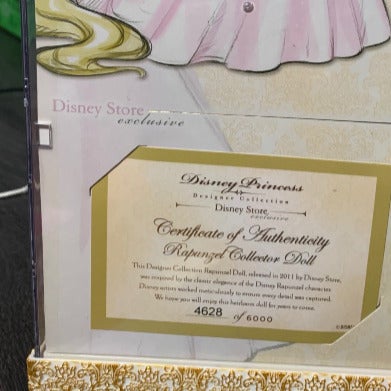 Disney Store
exclusive
Disney Princess
Designer Collection
Disney Store
exclusive
Certificate of Authenticity
Rapunzel Collector Doll
This Designer Collection Rapunzel Doll, released in 2011 by Disney Store,
was inspired by the classic elegance of the Disney Rapunzel character.
Disney artists worked meticulously to ensure every detail was captured.
We hope you will enjoy this heirloom doll for years to come.
4628 of 6000